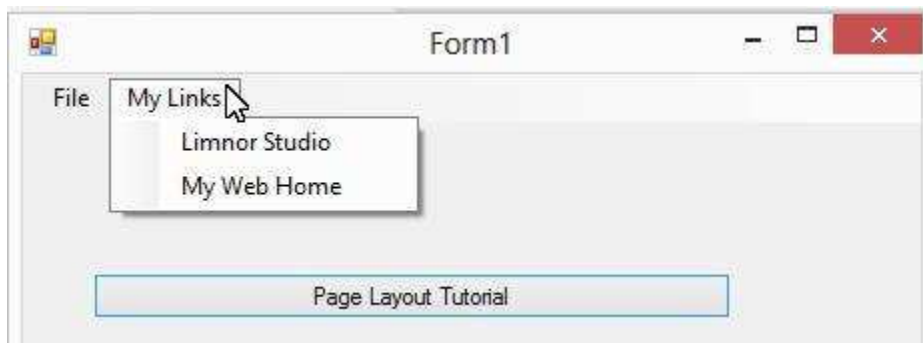 Form1
File My Links
Limnor Studio
My Web Home
Page Layout Tutorial